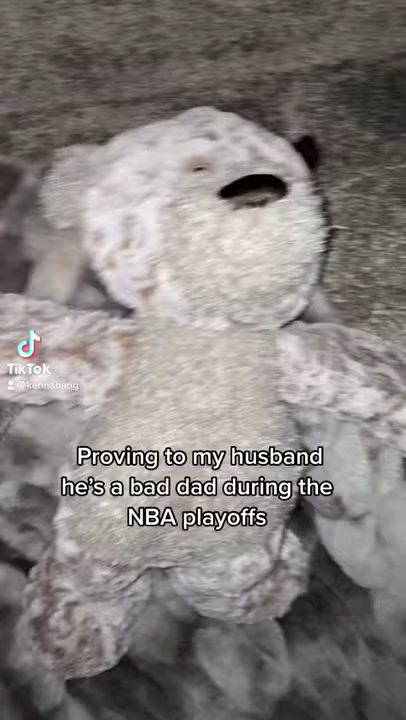 TikTok
@kennabang
Proving to my husband
he's a bad dad during the
NBA playoffs